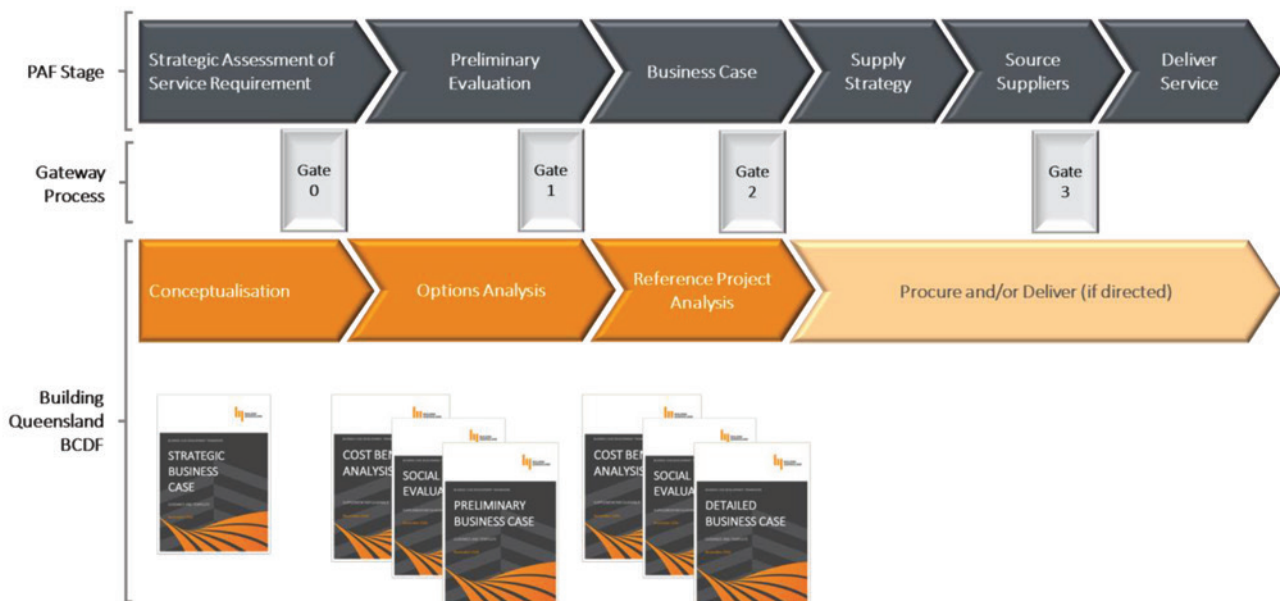 PAF Stage
Strategic Assessment of
Service Requirement
Preliminary
Evaluation
Business Case
Supply
Strategy
Source
Suppliers
Deliver
Service
Gateway
Process
Gate
0
Gate
1
Gate
2
Gate
3
Conceptualisation
Options Analysis
Reference Project
Analysis
Procure and/or Deliver (if directed)
Building
Queensland
BCDF
STRATEGIC
BUSINESS
CASE
COST BEN
ANALYSIS
SOCIAL
EVALUA
PRELIMINARY
BUSINESS CASE
COST BEN
ANALYSIS
SOCIAL
EVALUA
DETAILED
BUSINESS CASE